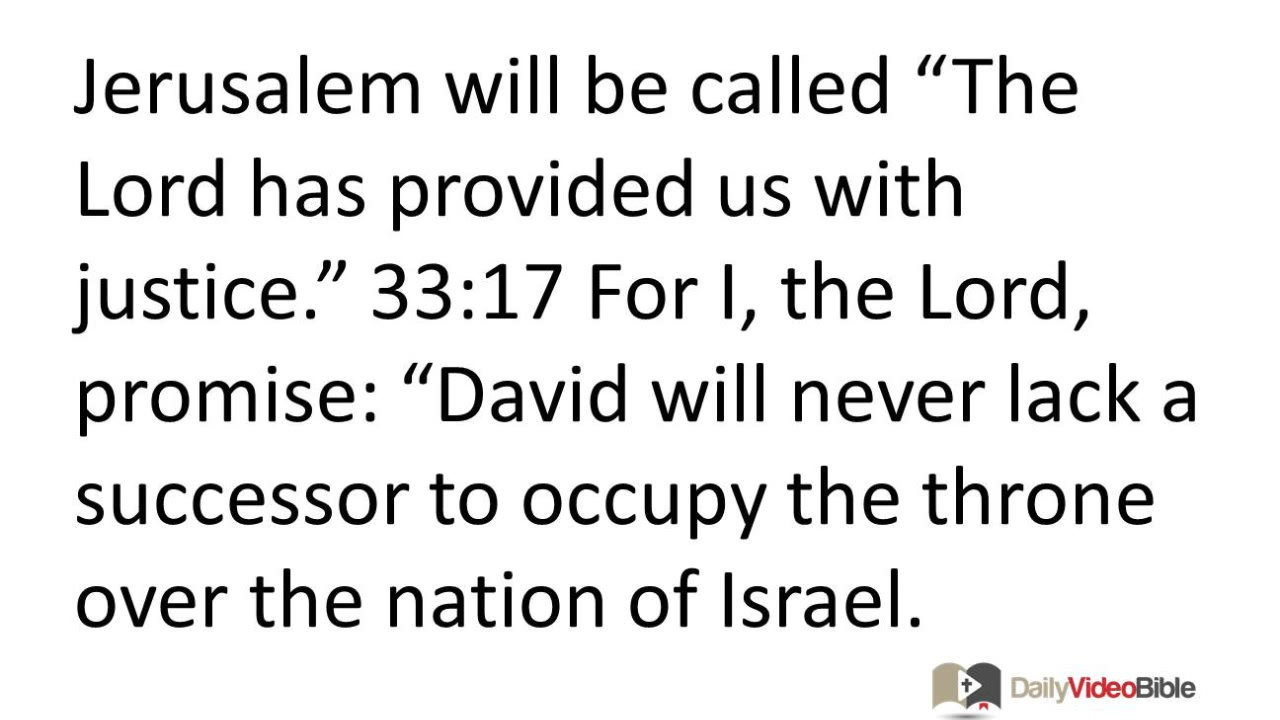 Jerusalem will be called “The
Lord has provided us with
justice.” 33:17 For I, the Lord,
promise: “David will never lack a
successor to occupy the throne
over the nation of Israel.
DailyVideoBible